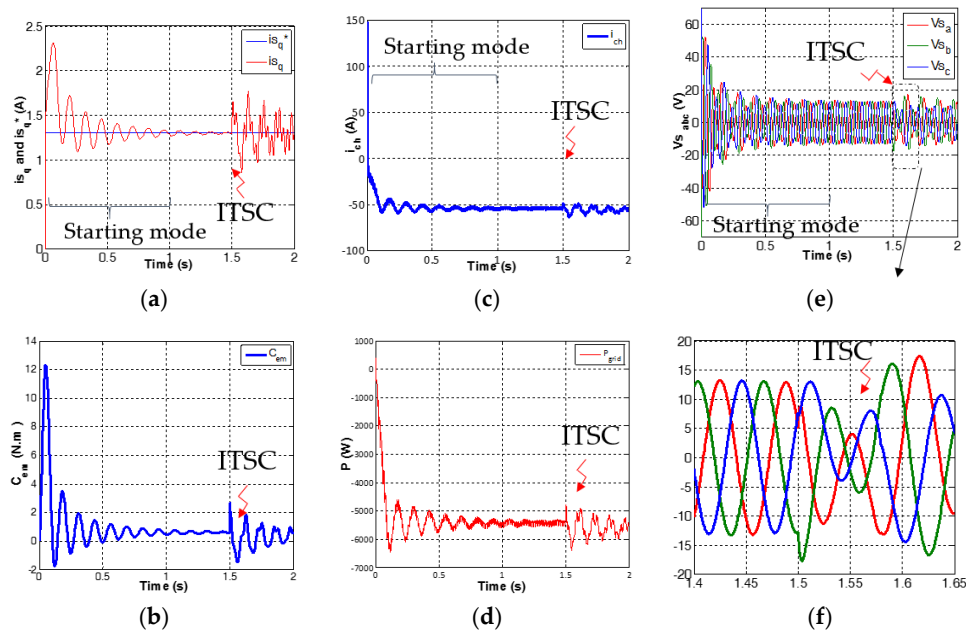 2.5
2
1.5
1
0.5
0
is_q and is_q* (A)
is_q*
is_q
ITSC
Starting mode
0 0.5 1 1.5 2
Time (s)
(a)
150
100
50
0
-50
-100
i_ch (A)
i_ch
Starting mode
ITSC
0 0.5 1 1.5 2
Time (s)
(c)
60
40
20
0
-20
-40
-60
Vs_abc (V)
Vs_a
Vs_b
Vs_c
ITSC
Starting mode
0 0.5 1 1.5 2
Time (s)
(e)
14
12
10
8
6
4
2
0
-2
C_em (N.m)
C_em
ITSC
0 0.5 1 1.5 2
Time (s)
(b)
1000
0
-1000
-2000
-3000
-4000
-5000
-6000
-7000
P (W)
P_grid
ITSC
0 0.5 1 1.5 2
Time (s)
(d)
20
15
10
5
0
-5
-10
-15
-20
ITSC
1.4 1.45 1.5 1.55 1.6 1.65
(f)